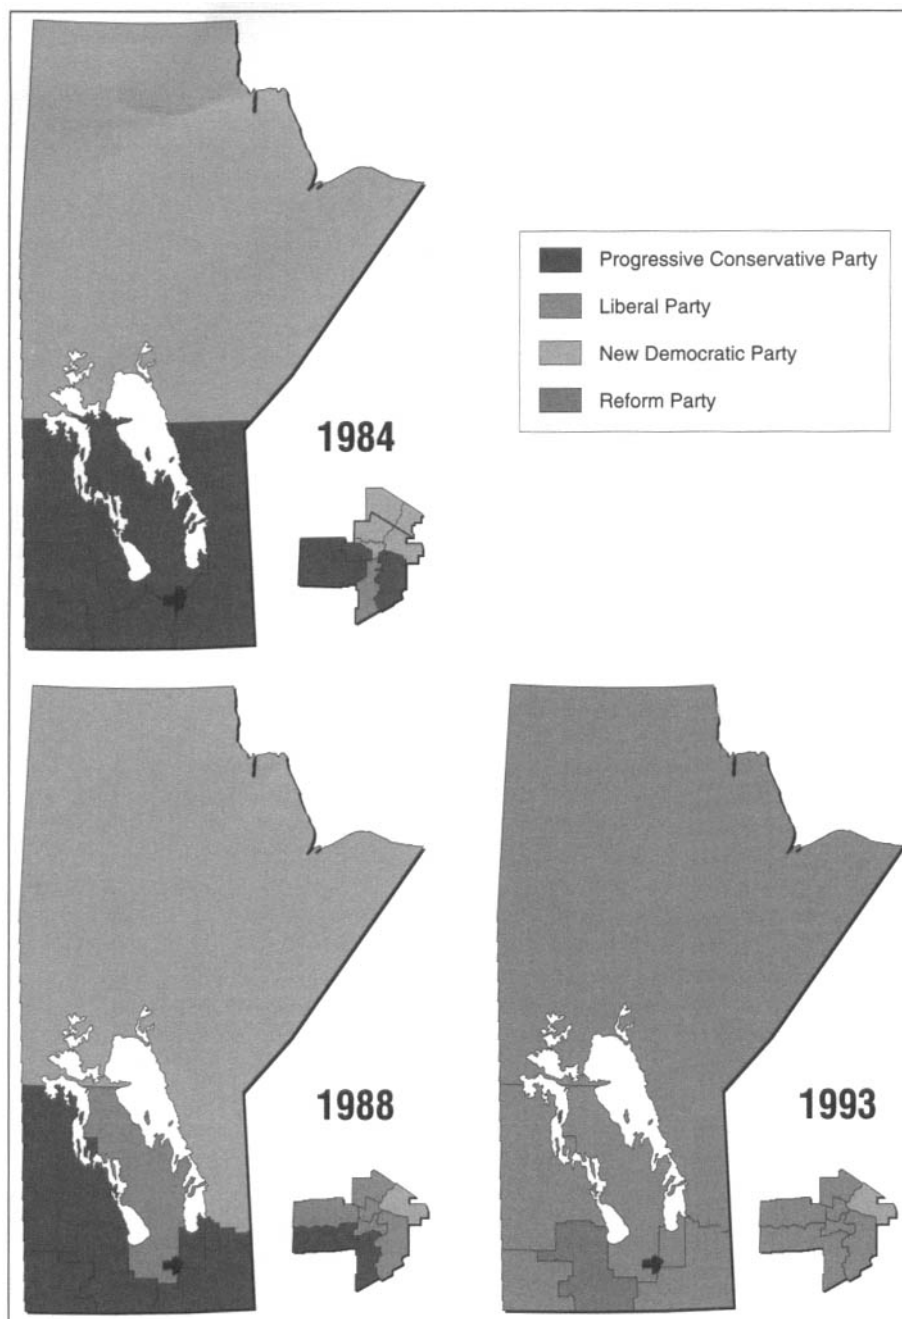 Progressive Conservative Party
Liberal Party
New Democratic Party
Reform Party
1984
1988
1993